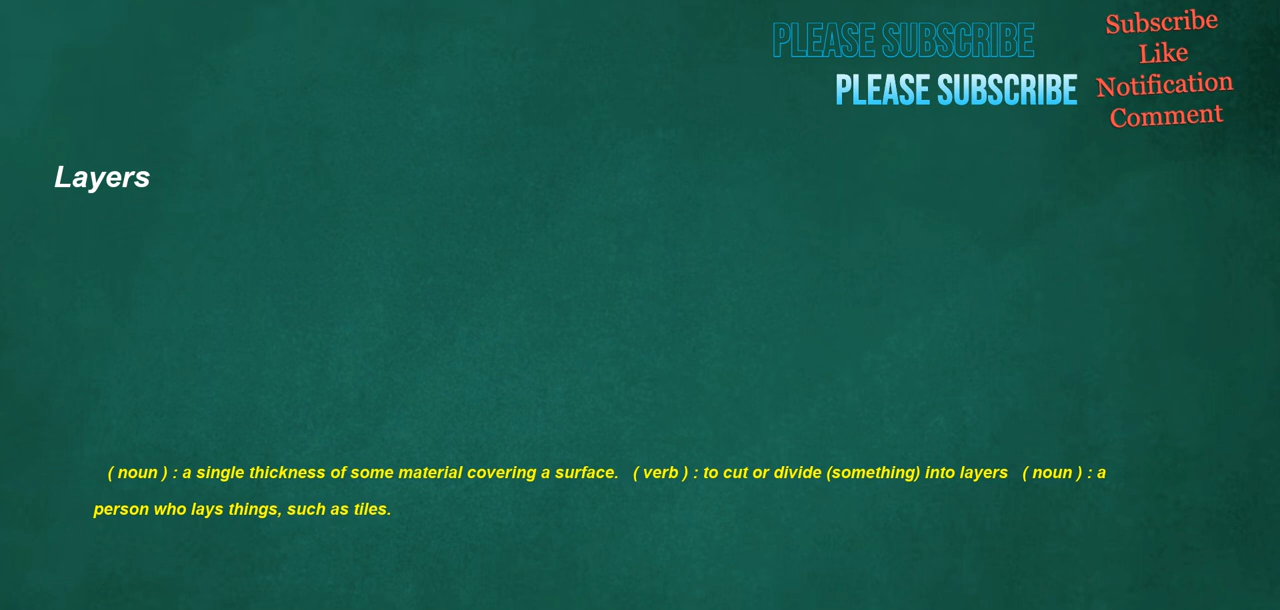 PLEASE SUBSCRIBE
PLEASE SUBSCRIBE
Subscribe
Like
Notification
Comment
Layers
( noun ) : a single thickness of some material covering a surface. ( verb ) : to cut or divide (something) into layers ( noun ) : a
person who lays things, such as tiles.